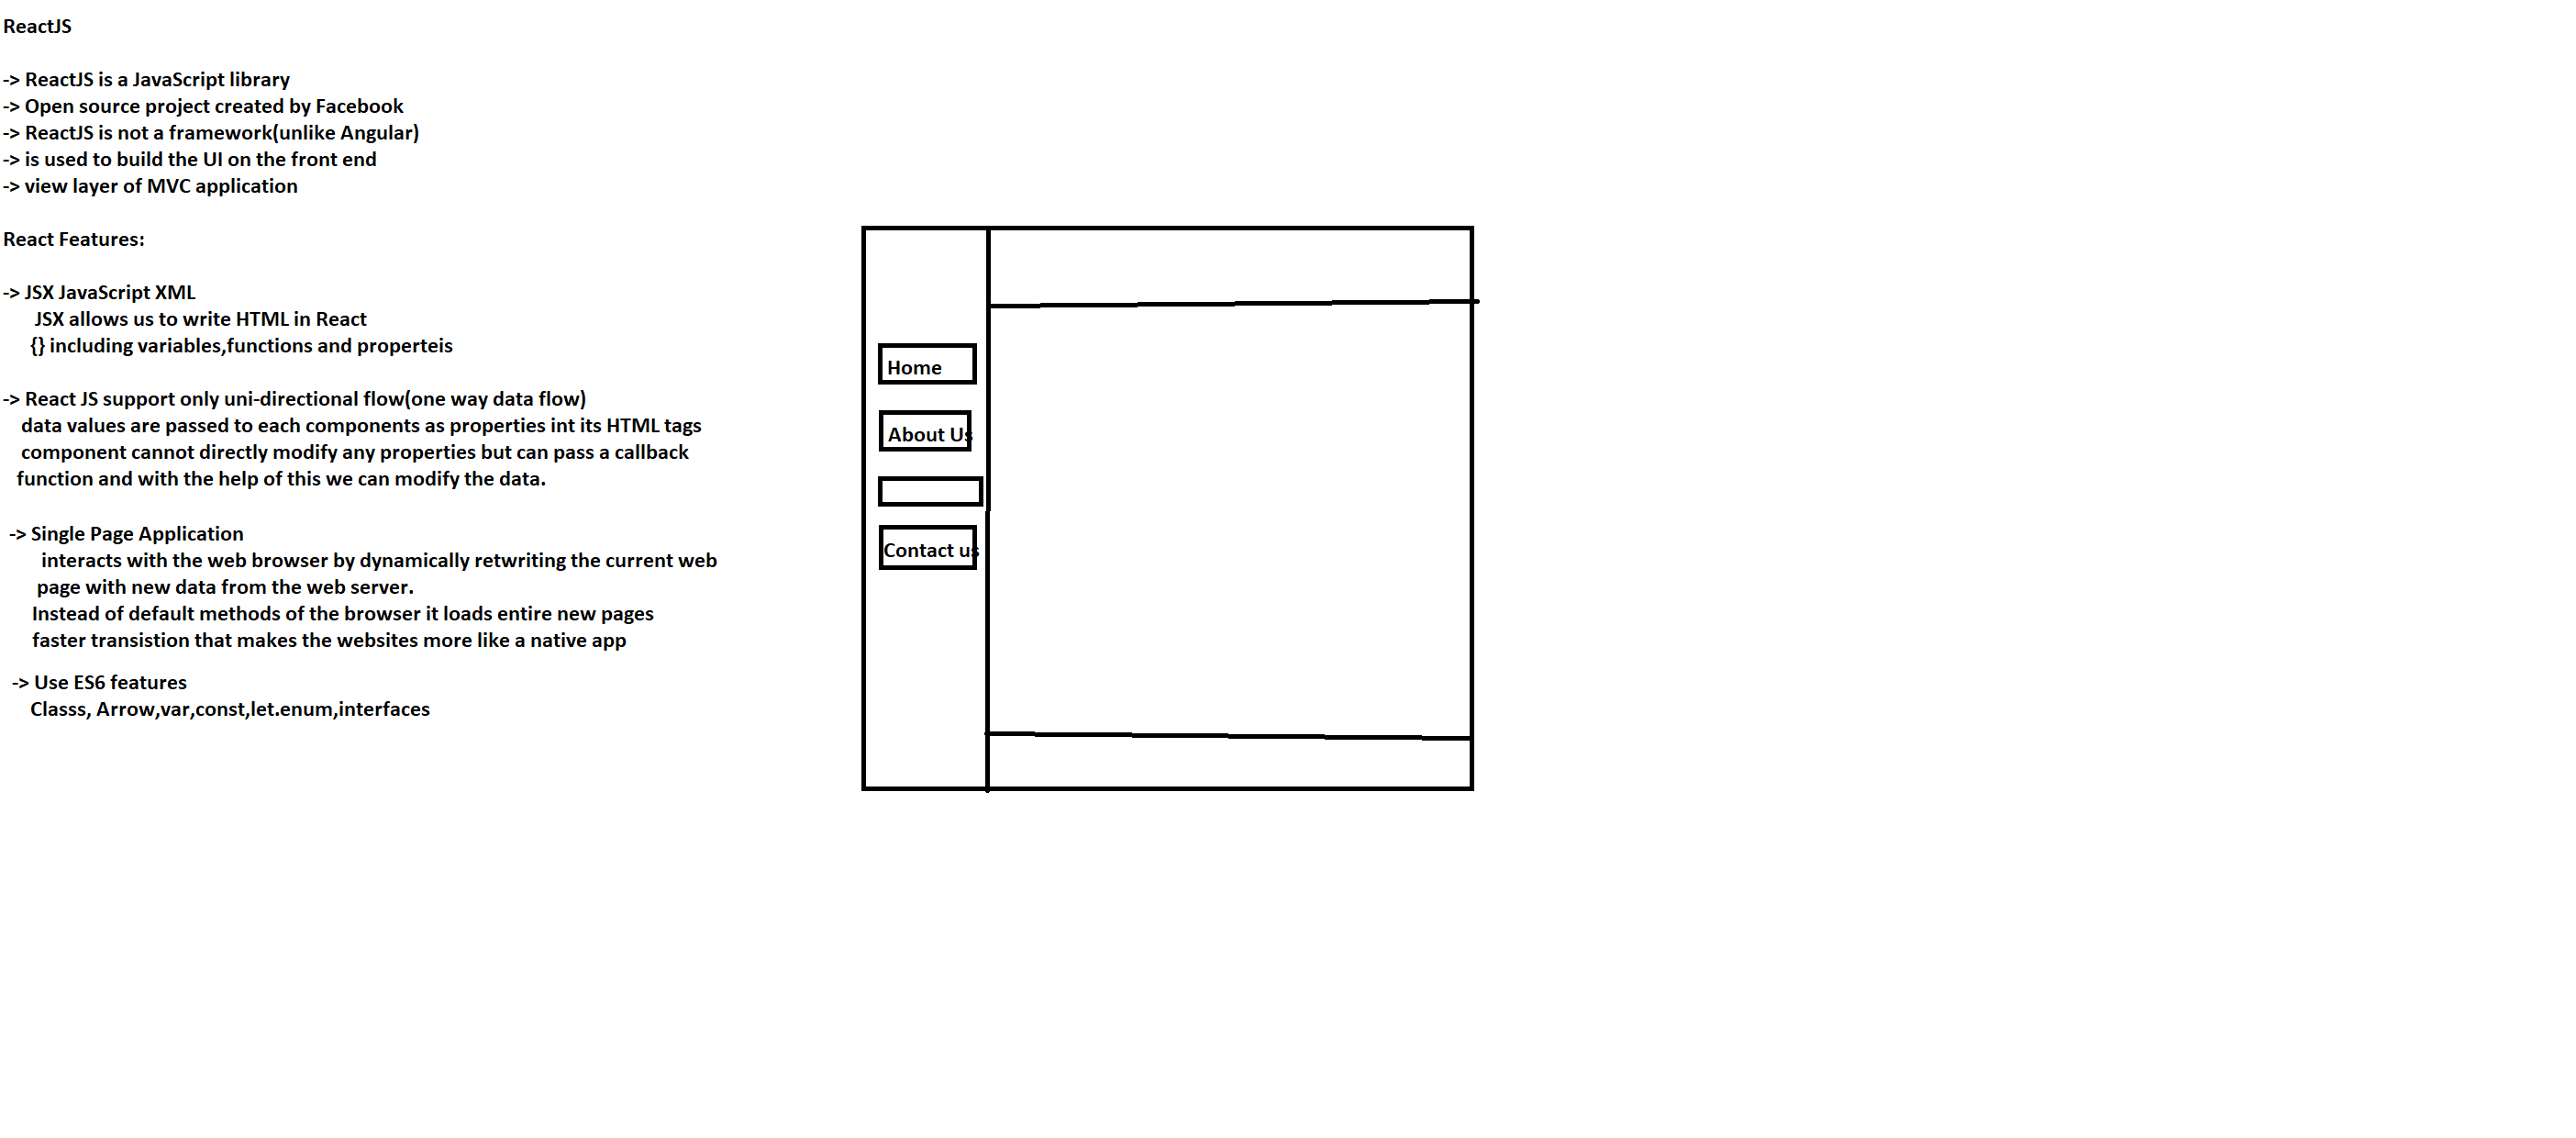 ReactJS
-> ReactJS is a JavaScript library
-> Open source project created by Facebook
-> ReactJS is not a framework(unlike Angular)
-> is used to build the UI on the front end
-> view layer of MVC application
React Features:
-> JSX JavaScript XML
JSX allows us to write HTML in React
{} including variables,functions and properteis
-> React JS support only uni-directional flow(one way data flow)
data values are passed to each components as properties int its HTML tags
component cannot directly modify any properties but can pass a callback
function and with the help of this we can modify the data.
-> Single Page Application
interacts with the web browser by dynamically retwriting the current web
page with new data from the web server.
Instead of default methods of the browser it loads entire new pages
faster transistion that makes the websites more like a native app
-> Use ES6 features
Classs, Arrow,var,const,let.enum,interfaces
Home
About Us
Contact us